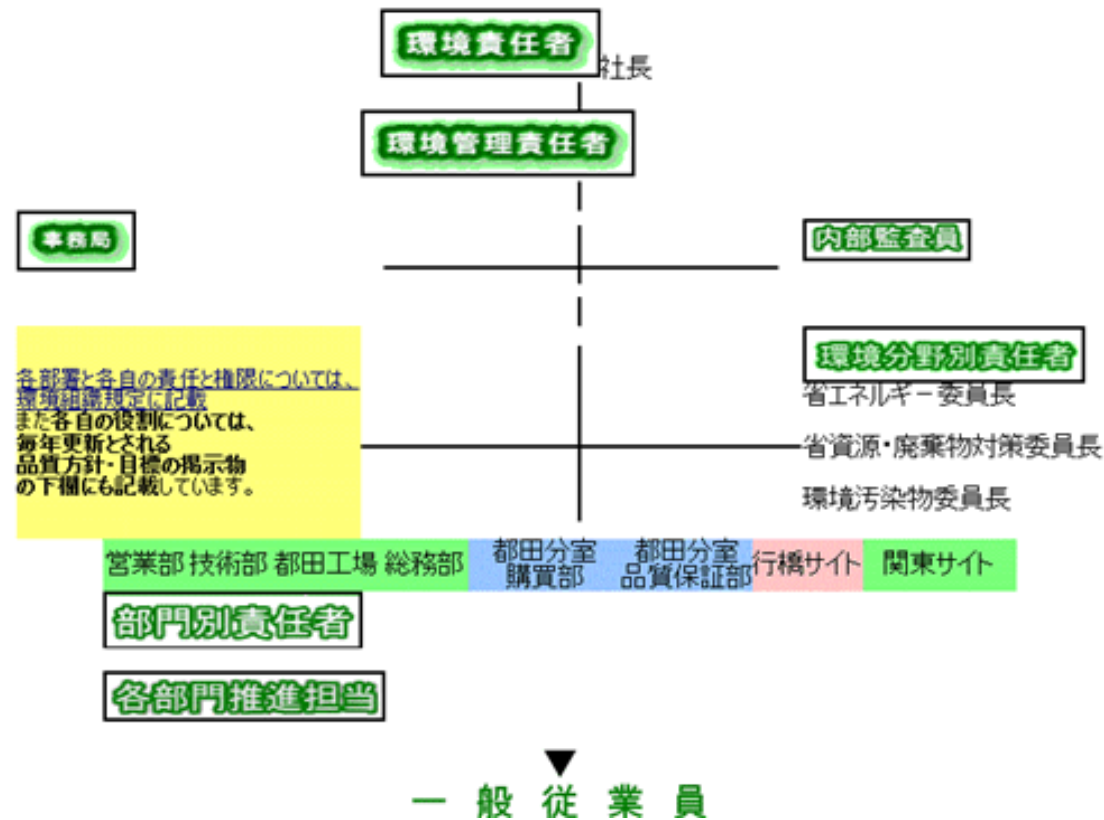 環境責任者
社長
環境管理責任者
事務局
内部監査員
環境分野別責任者
各部署と各自の責任と権限については、
環境組織規定に記載
また各自の役割については、
毎年更新とされる
品質方針・目標の掲示物
の下欄にも記載しています。
省エネルギー委員長
省資源・廃棄物対策委員長
環境汚染物委員長
営業部 技術部 都田工場 総務部
都田分室
購買部
都田分室
品質保証部
行橋サイト
関東サイト
部門別責任者
各部門推進担当
▼
一般従業員